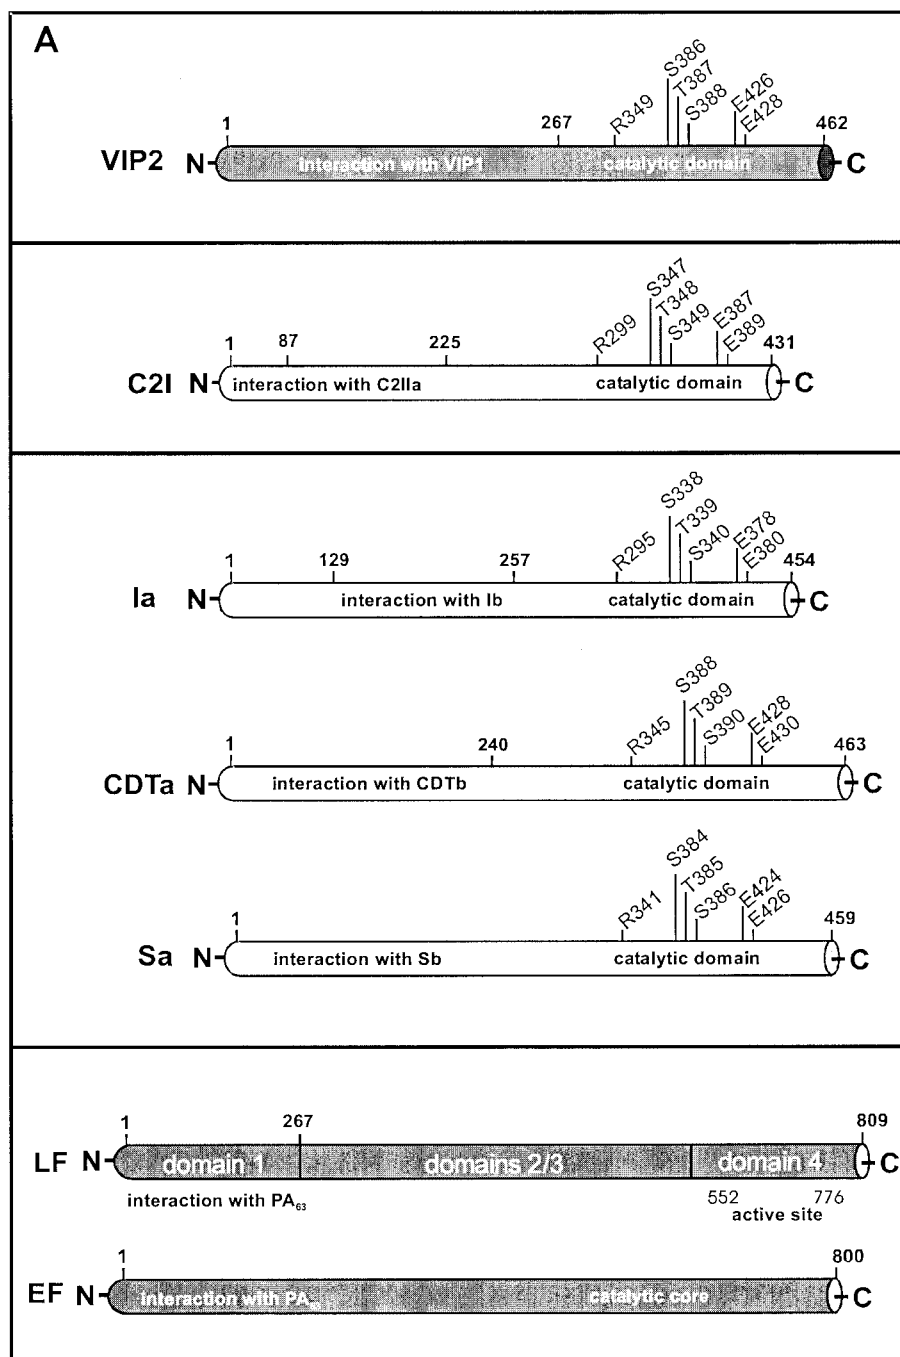 A
S386
T387
S388
E426
E428
R349
1
267
462
VIP2 N C
interaction with VIP1 catalytic domain
S347
T348
S349
E387
E389
R299
1 87 225 431
C2I N C
interaction with C2IIa catalytic domain
S338
T339
S340
E378
E380
R295
1 129 257 454
Ia N C
interaction with Ib catalytic domain
S388
T389
S390
E428
E430
R345
1 240 463
CDTa N C
interaction with CDTb catalytic domain
S384
T385
S386
E424
E426
R341
1 459
Sa N C
interaction with Sb catalytic domain
1 267 809
LF N domain 1 domains 2/3 domain 4 C
interaction with PA63
552 776
active site
1 800
EF N C
interaction with PA catalytic core